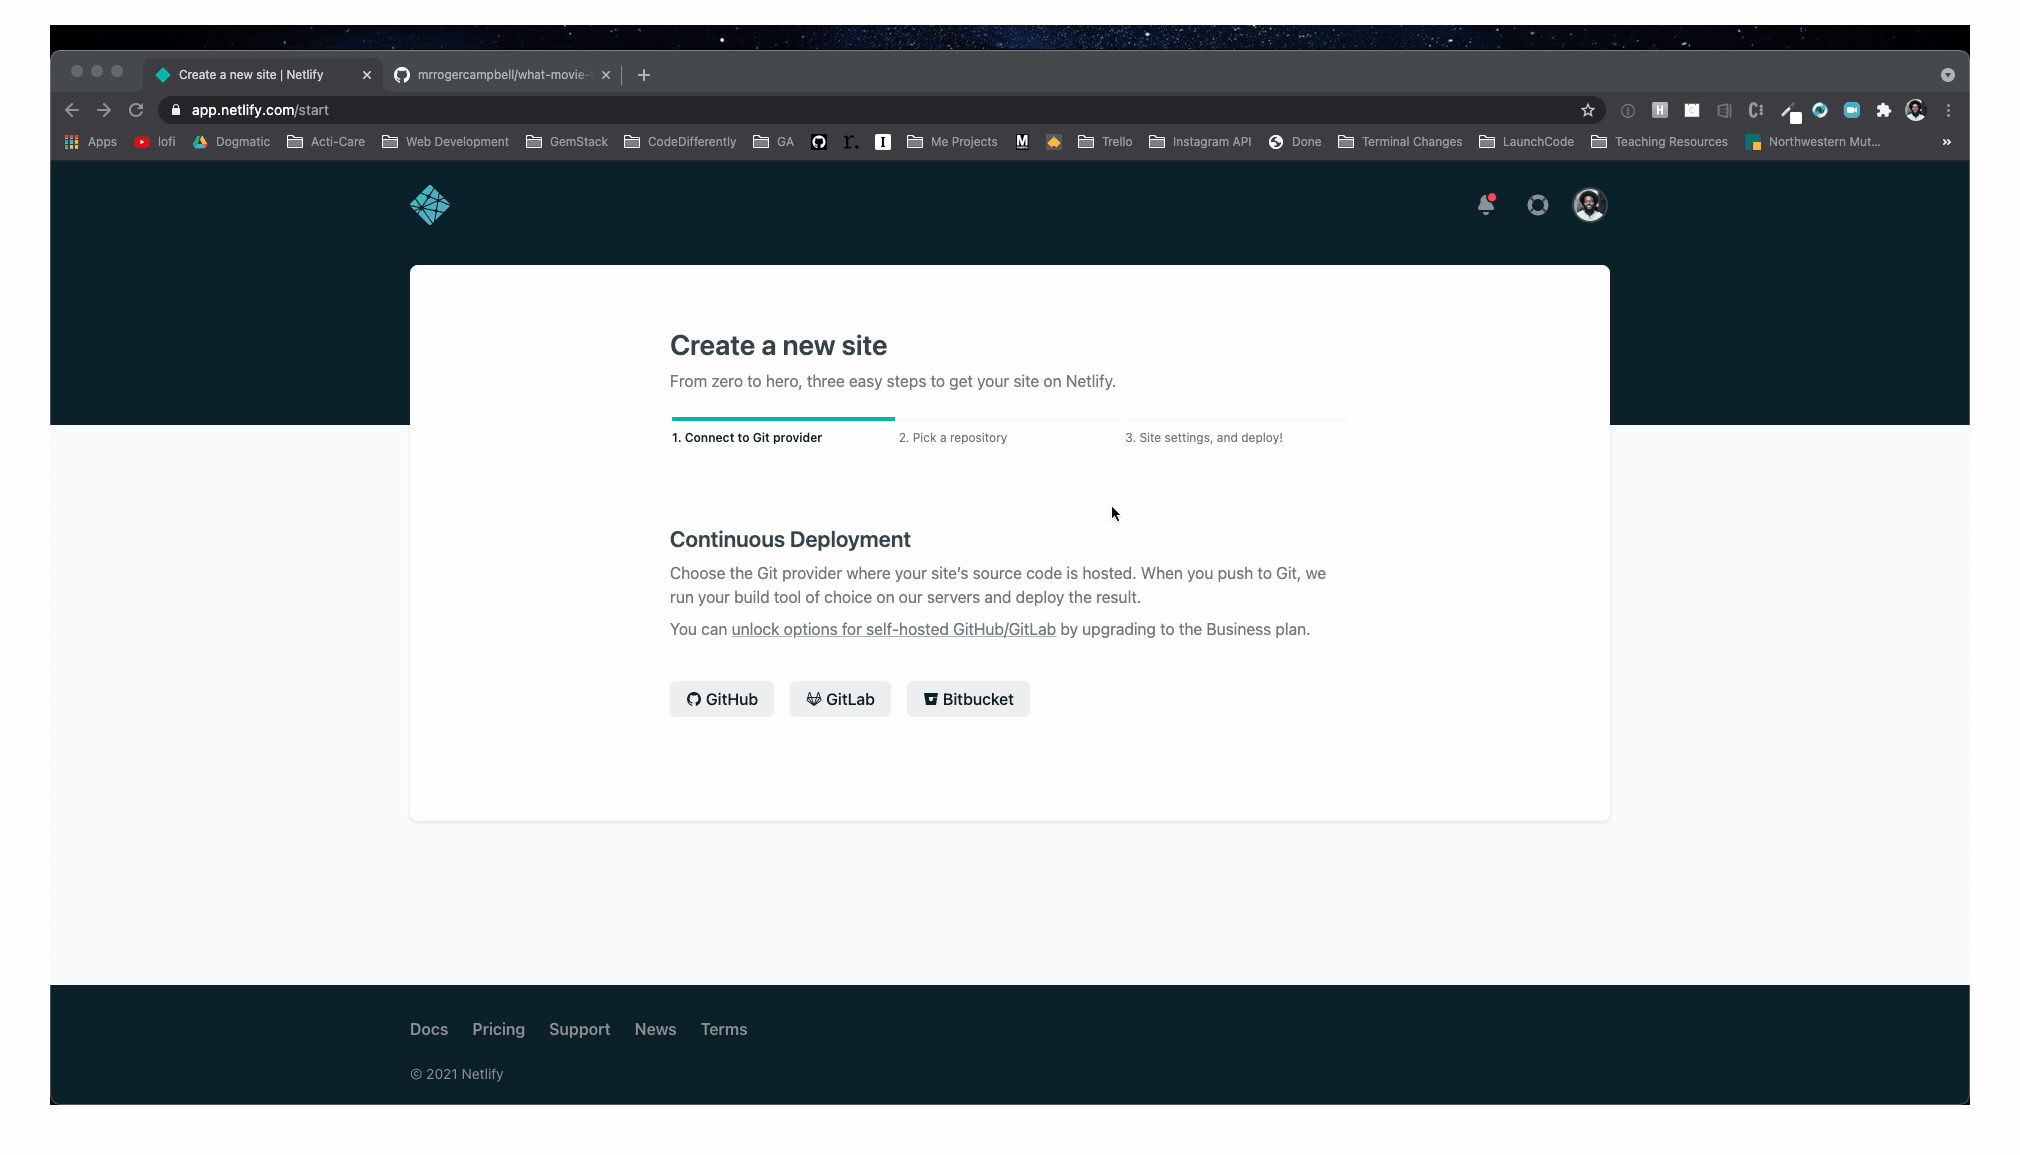 Create a new site | Netlify
mrrogercampbell/what-movie-
app.netlify.com/start
Apps lofi Dogmatic Acti-Care Web Development GemStack CodeDifferently GA r. I Me Projects M Trello Instagram API Done Terminal Changes LaunchCode Teaching Resources Northwestern Mut... »
Create a new site
From zero to hero, three easy steps to get your site on Netlify.
1. Connect to Git provider 2. Pick a repository 3. Site settings, and deploy!
Continuous Deployment
Choose the Git provider where your site’s source code is hosted. When you push to Git, we
run your build tool of choice on our servers and deploy the result.
You can unlock options for self-hosted GitHub/GitLab by upgrading to the Business plan.
GitHub GitLab Bitbucket
Docs Pricing Support News Terms
© 2021 Netlify